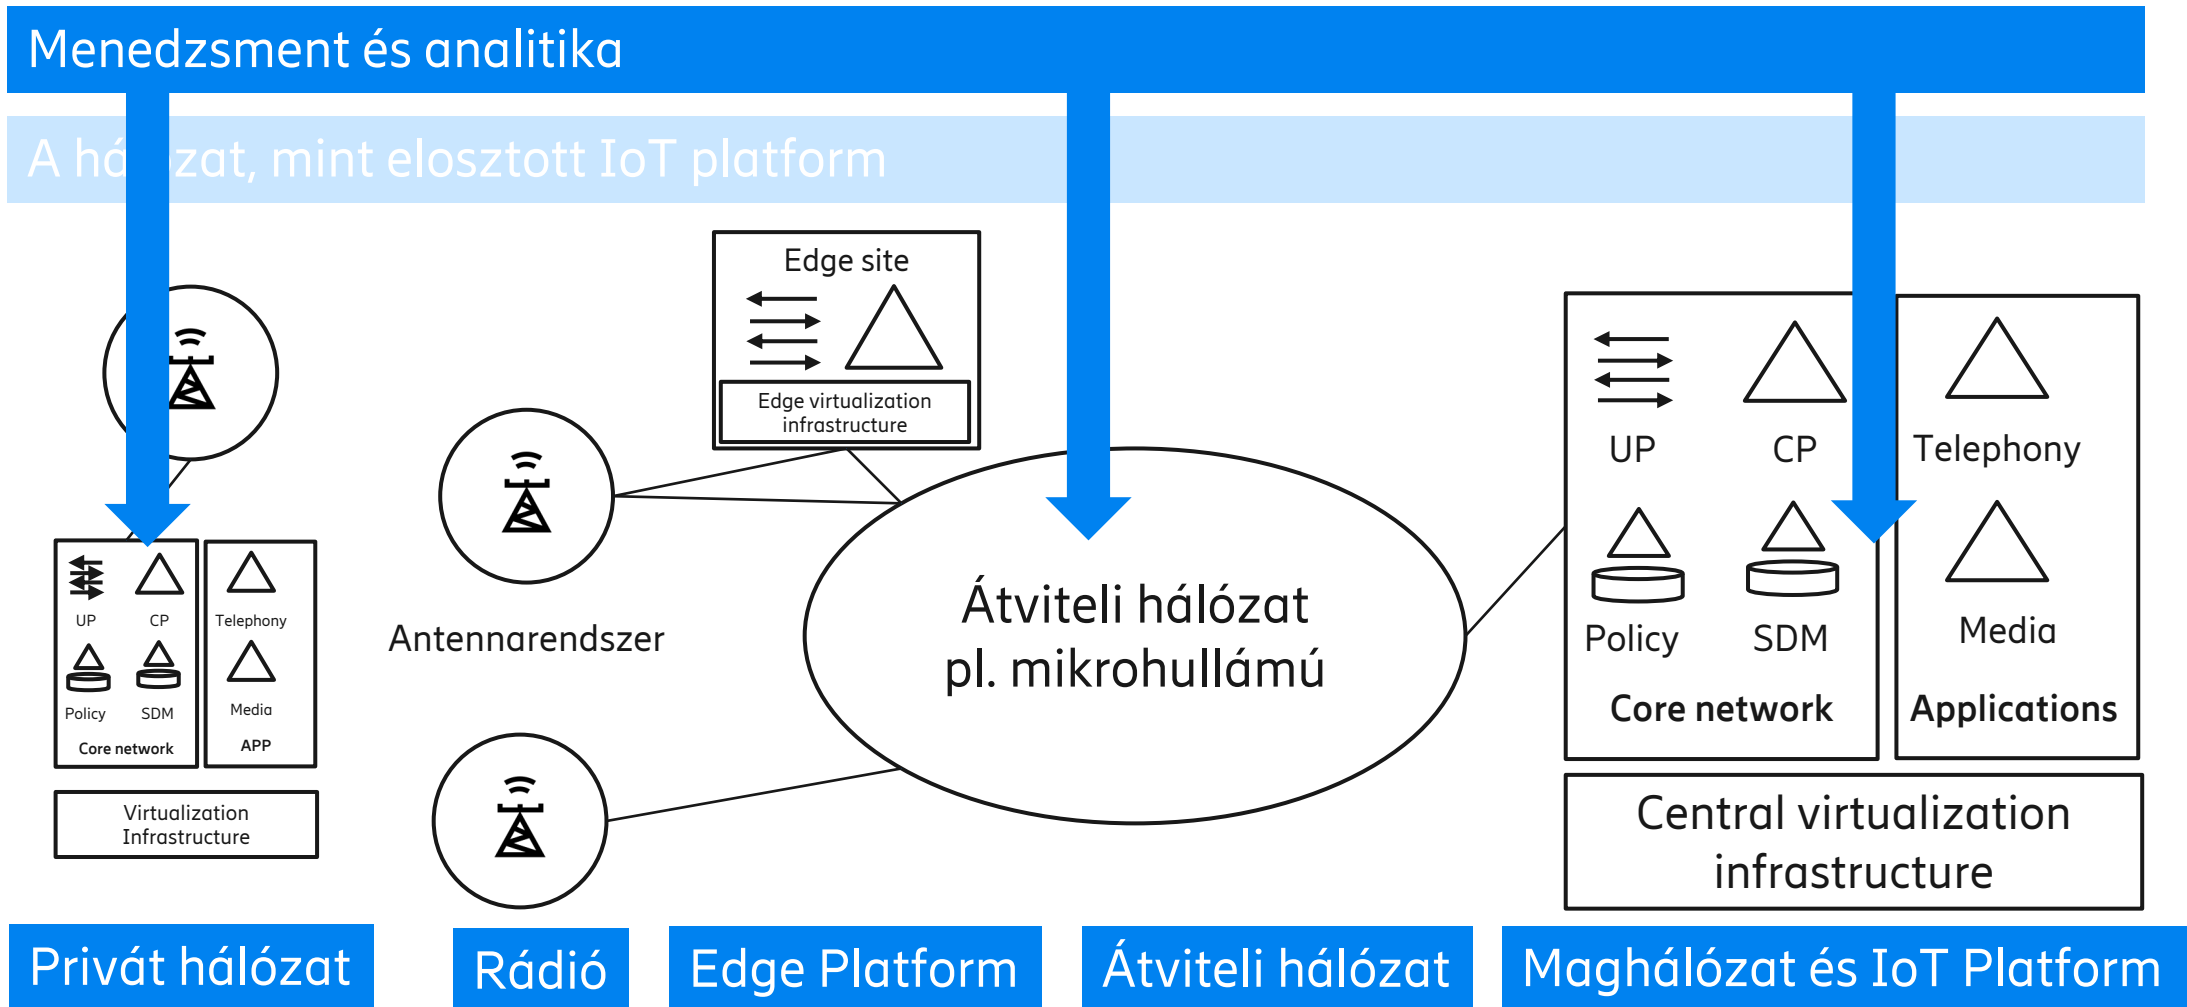 Menedzsment és analitika
A há zat, mint elosztott IoT platform
Edge site
Edge virtualization
infrastructure
Antennarendszer
Átviteli hálózat
pl. mikrohullámú
UP
CP
Telephony
Policy
SDM
Media
Core network
APP
Virtualization
Infrastructure
UP
CP
Telephony
Policy
SDM
Media
Core network
Applications
Central virtualization
infrastructure
Privát hálózat
Rádió
Edge Platform
Átviteli hálózat
Maghálózat és IoT Platform